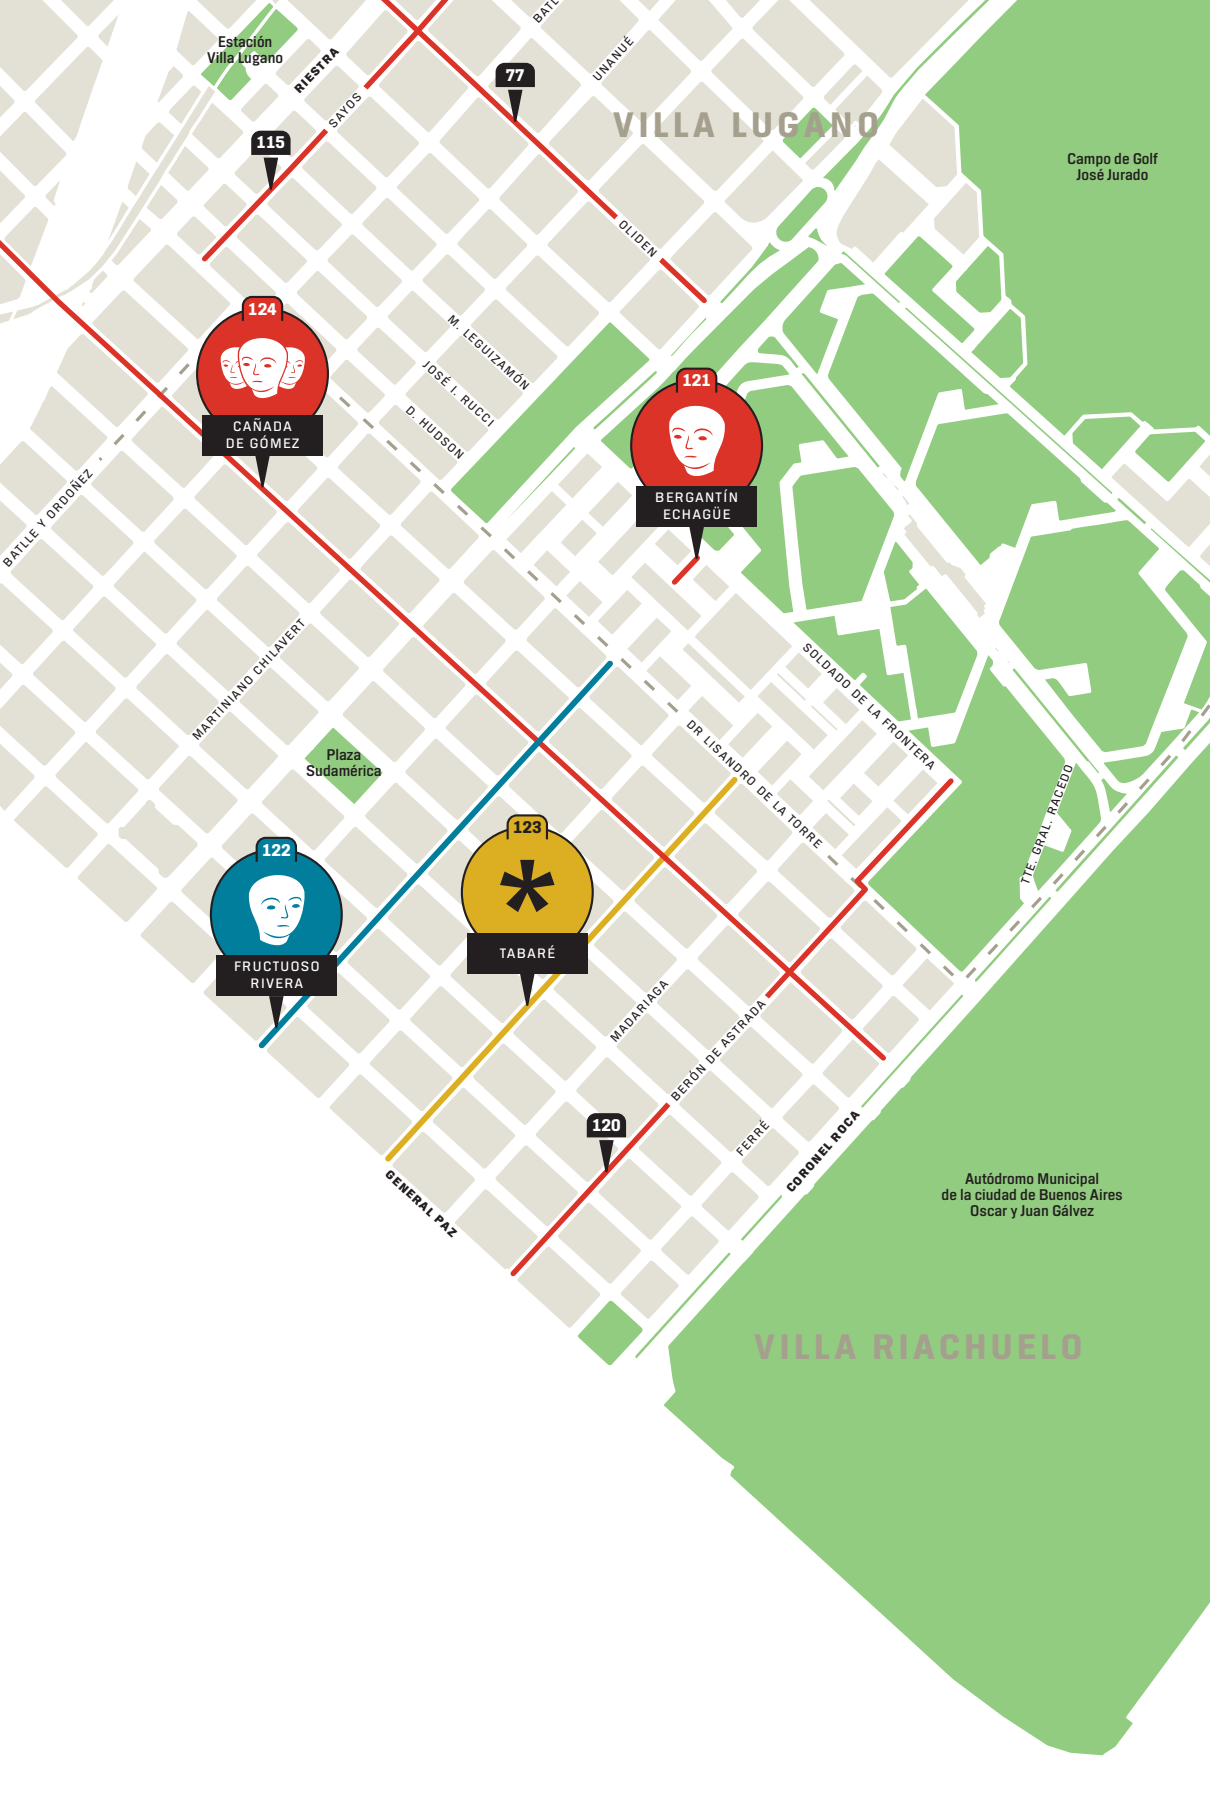 BATL
Estación
Villa Lugano
RIESTRA
UNANUÉ
77
SAYOS
VILLA LUGANO
115
Campo de Golf
José Jurado
OLIDEN
124
CAÑADA
DE GÓMEZ
M. LEGUIZAMÓN
JOSÉ I. RUCCI
D. HUDSON
121
BERGANTÍN
ECHAGÜE
BATLLE Y ORDOÑEZ
MARTINIANO CHILAVERT
SOLDADO DE LA FRONTERA
DR LISANDRO DE LA TORRE
Plaza
Sudamérica
TTE. GRAL. RACEDO
123
TABARÉ
122
FRUCTUOSO
RIVERA
MADARIAGA
BERÓN DE ASTRADA
120
FERRÉ
CORONEL ROCA
GENERAL PAZ
Autódromo Municipal
de la ciudad de Buenos Aires
Oscar y Juan Gálvez
VILLA RIACHUELO